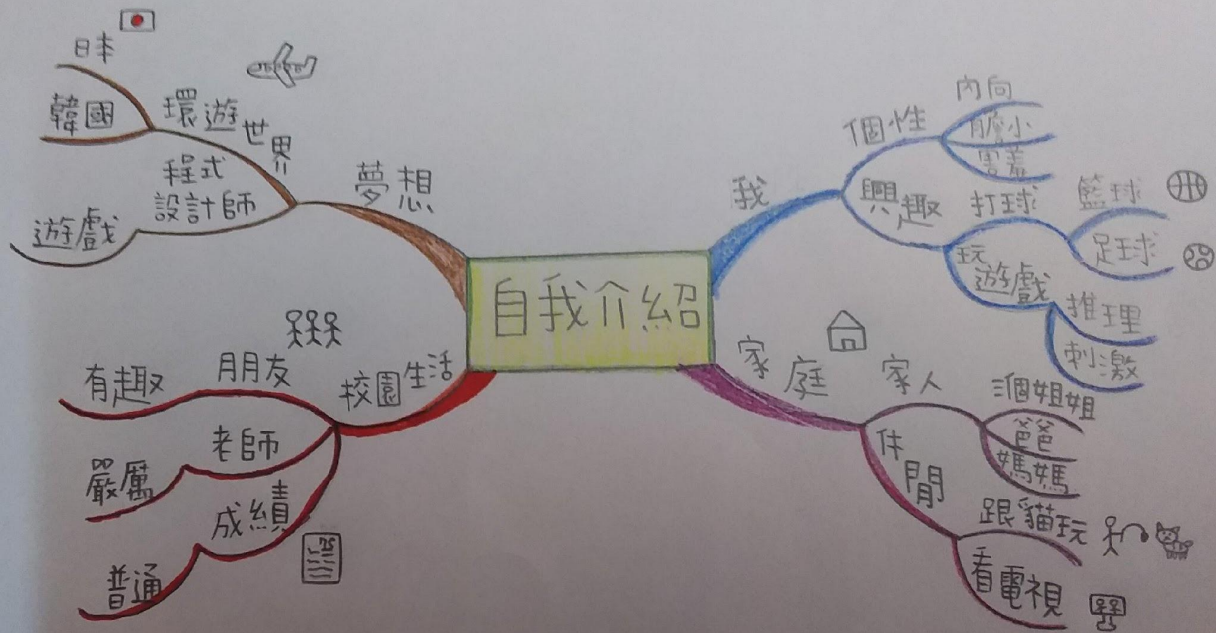 自我介紹
我
個性
內向
膽小
害羞
興趣
打球
籃球
足球
玩遊戲
推理
刺激
家庭
家人
三個姐姐
爸爸
媽媽
休閒
跟貓玩
看電視
校園生活
朋友
有趣
老師
嚴厲
成績
普通
夢想
環遊世界
日本
韓國
程式
設計師
遊戲